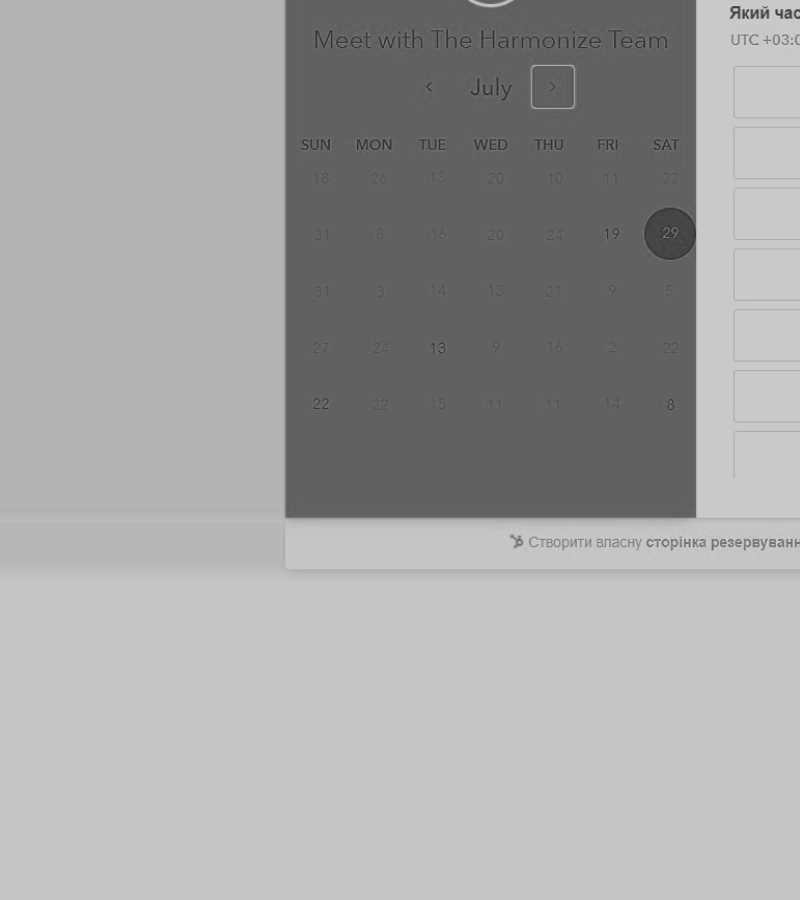 Meet with The Harmonize Team
July
SUN MON TUE WED THU FRI SAT
18 26 13 20 10 11 22
31 8 16 20 24 19 29
31 3 14 13 21 9 5
27 24 13 9 16 2 22
22 22 15 11 11 14 8
Який час
UTC +03:0
Створити власну сторінка резервуванн